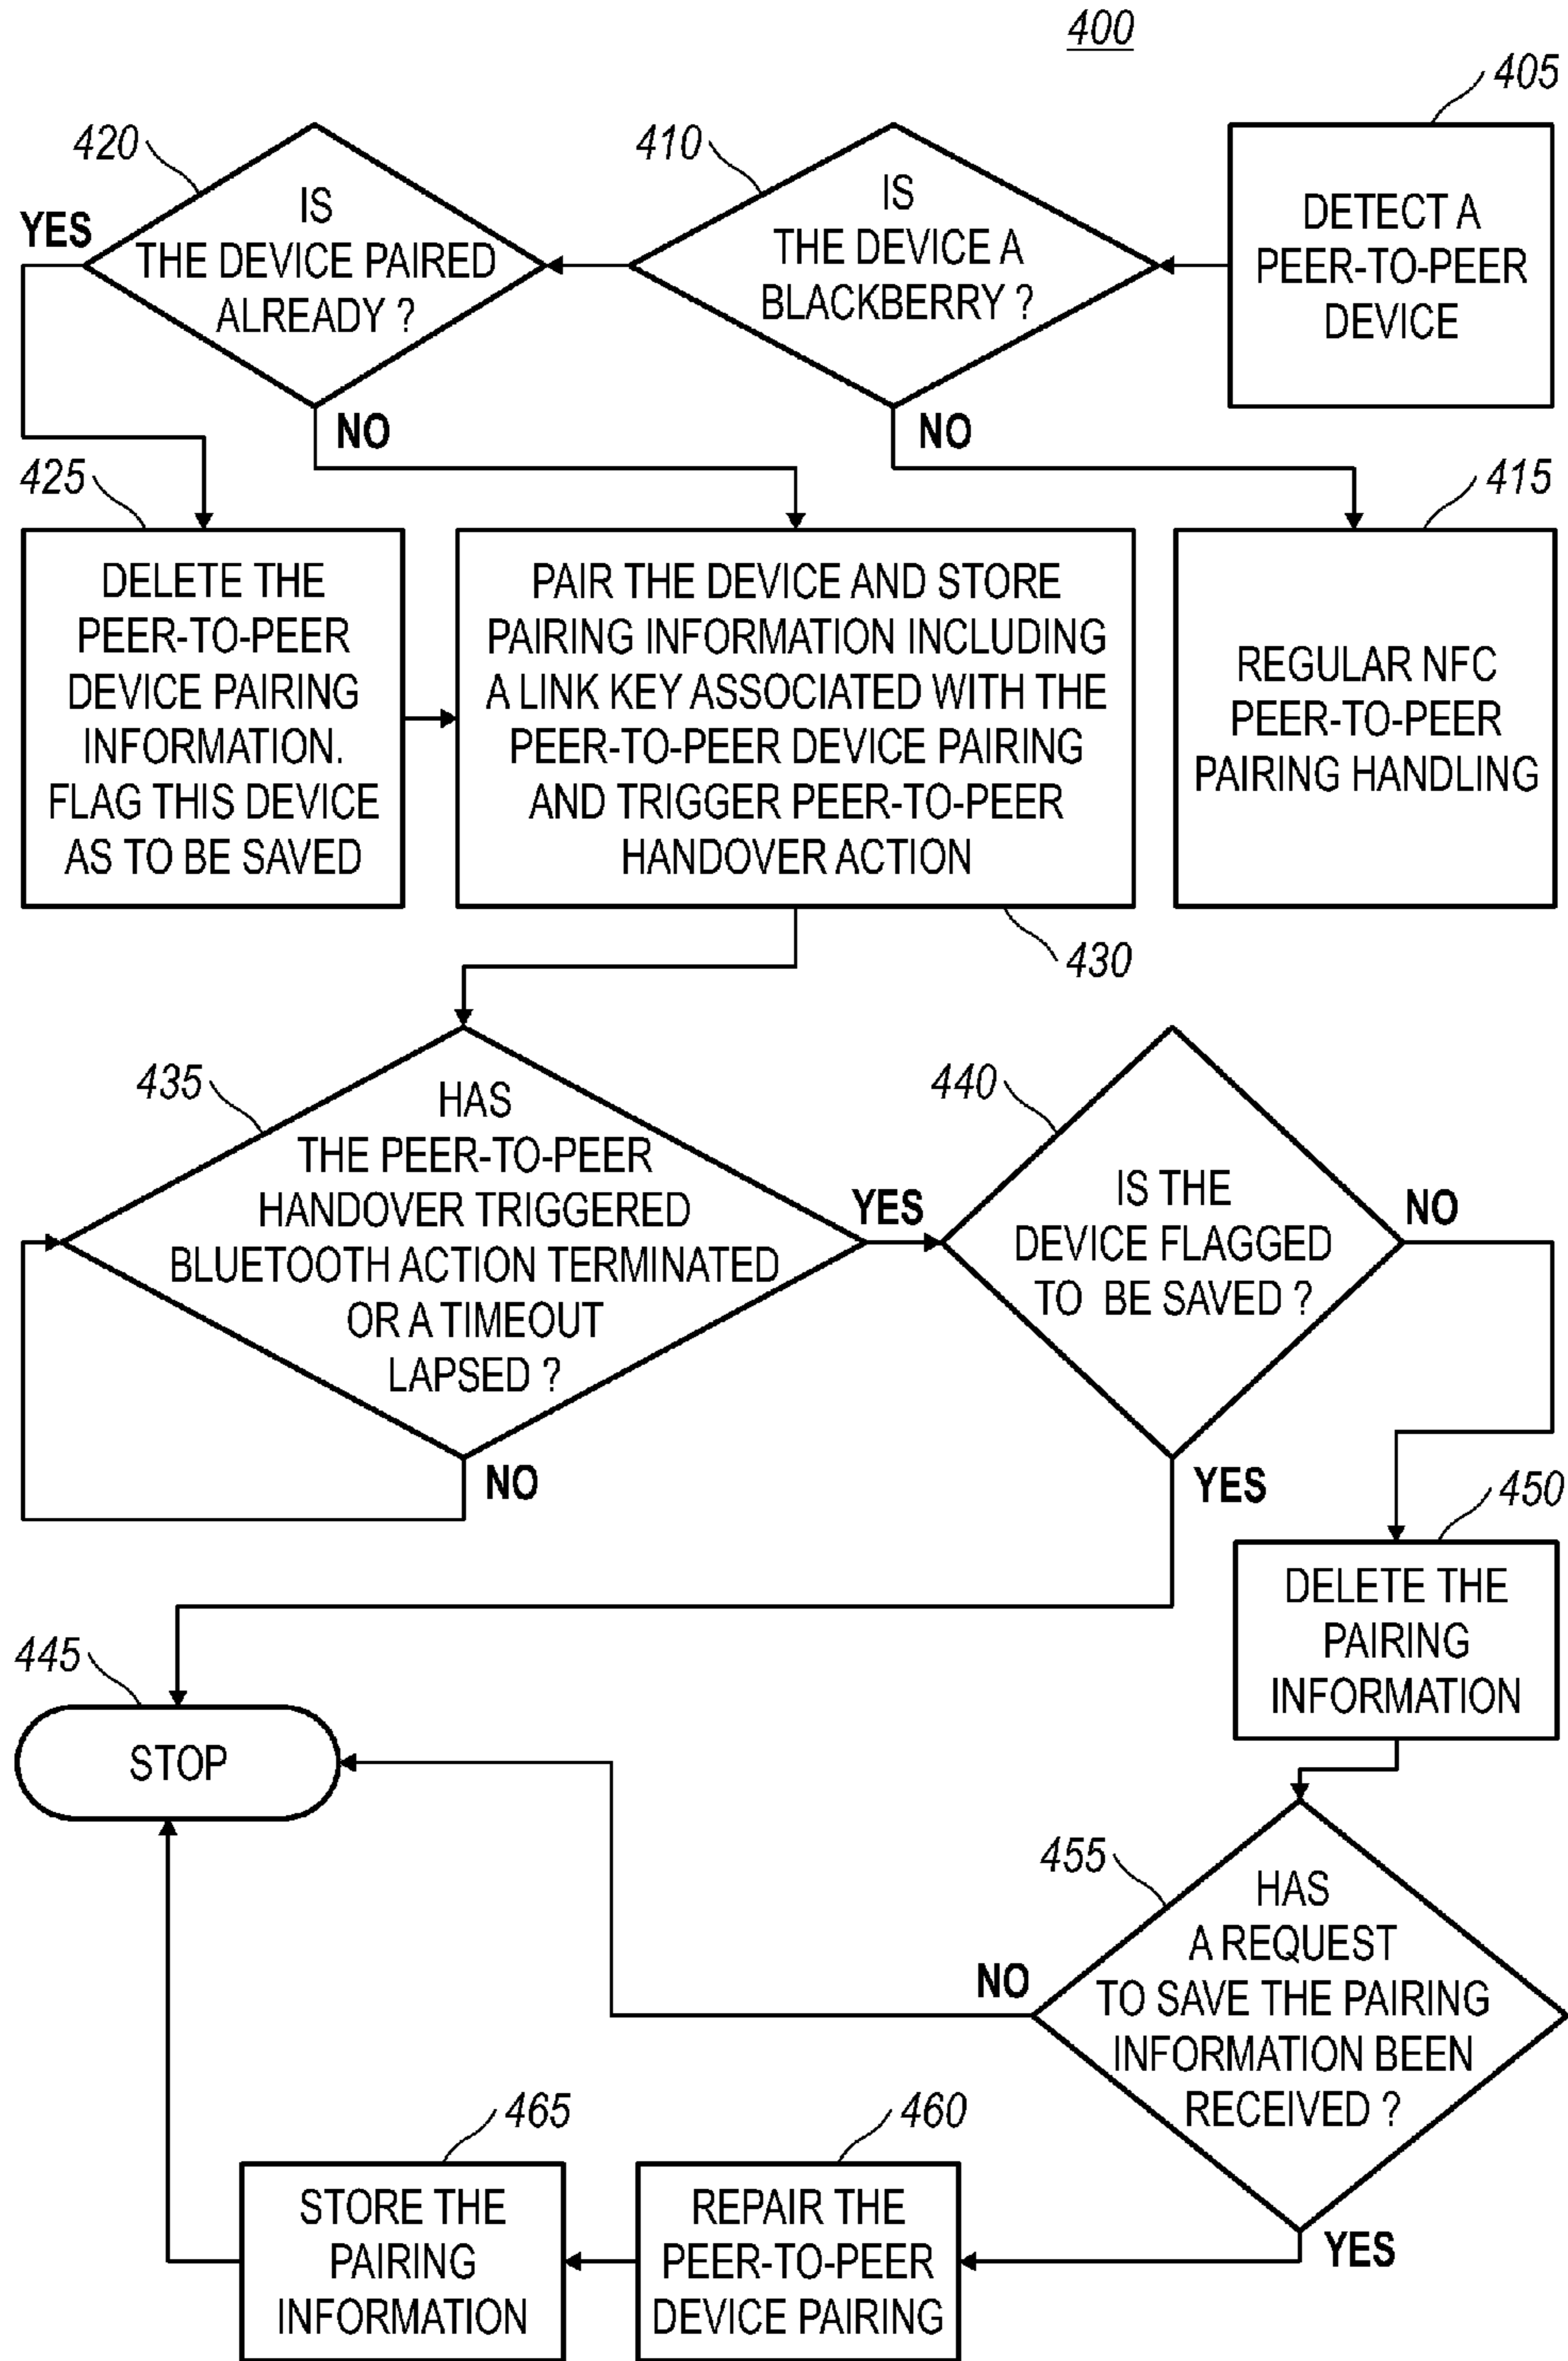 400
405
DETECT A
PEER-TO-PEER
DEVICE
410
IS
THE DEVICE A
BLACKBERRY ?
NO
420
IS
THE DEVICE PAIRED
ALREADY ?
YES
NO
425
DELETE THE
PEER-TO-PEER
DEVICE PAIRING
INFORMATION.
FLAG THIS DEVICE
AS TO BE SAVED
PAIR THE DEVICE AND STORE
PAIRING INFORMATION INCLUDING
A LINK KEY ASSOCIATED WITH THE
PEER-TO-PEER DEVICE PAIRING
AND TRIGGER PEER-TO-PEER
HANDOVER ACTION
430
415
REGULAR NFC
PEER-TO-PEER
PAIRING HANDLING
435
HAS
THE PEER-TO-PEER
HANDOVER TRIGGERED
BLUETOOTH ACTION TERMINATED
OR A TIMEOUT
LAPSED ?
YES
NO
440
IS THE
DEVICE FLAGGED
TO BE SAVED ?
NO
YES
450
DELETE THE
PAIRING
INFORMATION
445
STOP
455
HAS
A REQUEST
TO SAVE THE PAIRING
INFORMATION BEEN
RECEIVED ?
NO
YES
460
REPAIR THE
PEER-TO-PEER
DEVICE PAIRING
465
STORE THE
PAIRING
INFORMATION